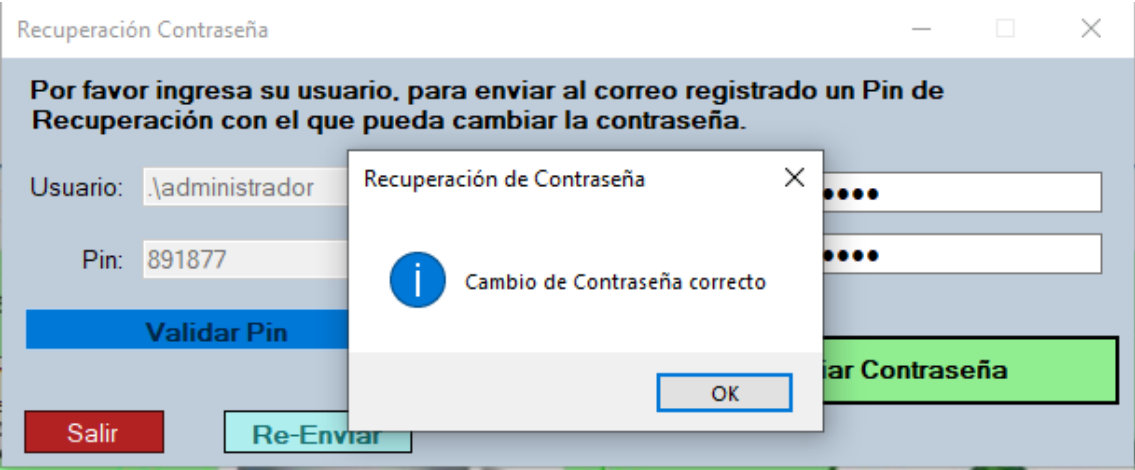 Recuperación Contraseña
Por favor ingresa su usuario, para enviar al correo registrado un Pin de
Recuperación con el que pueda cambiar la contraseña.
Usuario: .\administrador
Pin: 891877
Validar Pin
Recuperación de Contraseña
Cambio de Contraseña correcto
OK
iar Contraseña
Salir
Re-Enviar